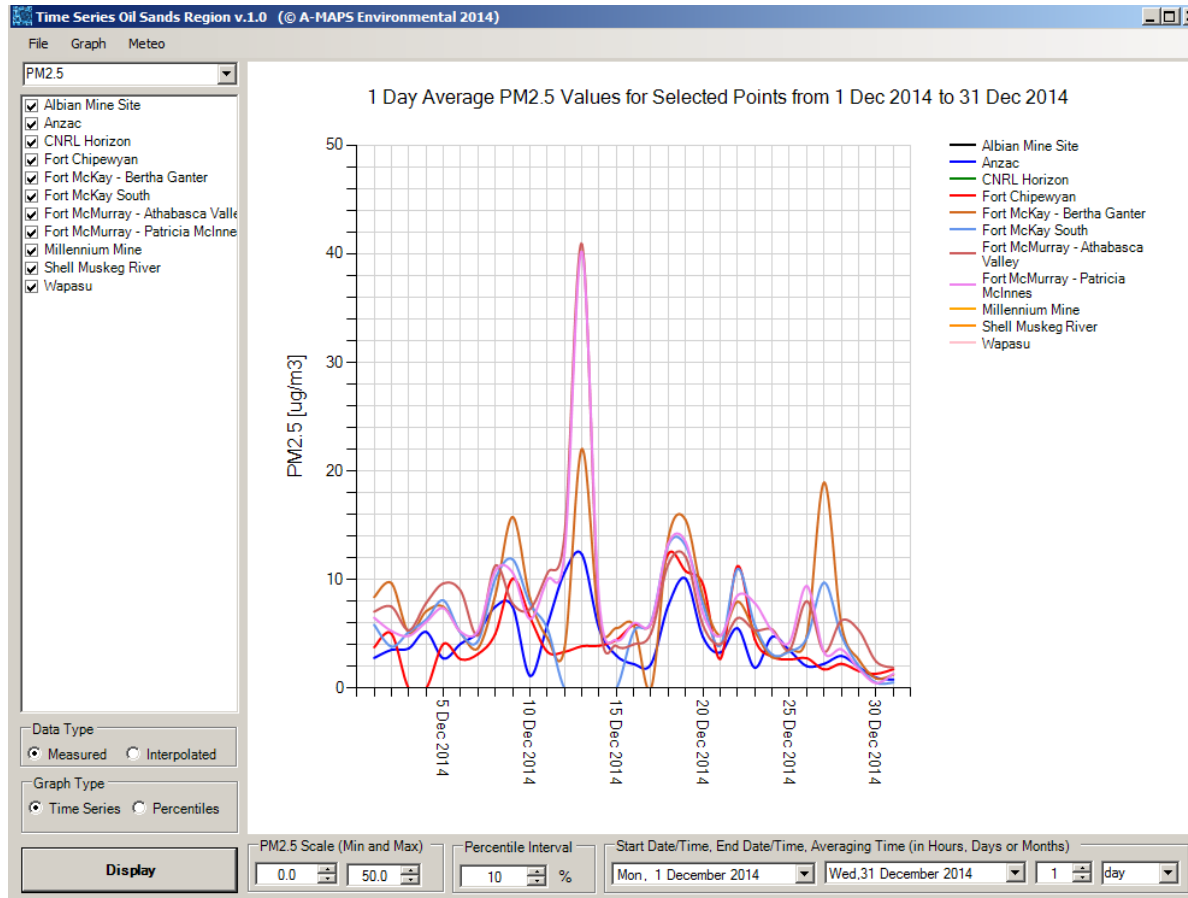 Time Series Oil Sands Region v.1.0 (© A-MAPS Environmental 2014)
File Graph Meteo
PM2.5
Albian Mine Site
Anzac
CNRL Horizon
Fort Chipewyan
Fort McKay - Bertha Ganter
Fort McKay South
Fort McMurray - Athabasca Valle
Fort McMurray - Patricia McInne
Millennium Mine
Shell Muskeg River
Wapasu
Data Type
Measured Interpolated
Graph Type
Time Series Percentiles
Display
1 Day Average PM2.5 Values for Selected Points from 1 Dec 2014 to 31 Dec 2014
PM2.5 [ug/m3]
50
40
30
20
10
0
5 Dec 2014
10 Dec 2014
15 Dec 2014
20 Dec 2014
25 Dec 2014
30 Dec 2014
Albian Mine Site
Anzac
CNRL Horizon
Fort Chipewyan
Fort McKay - Bertha Ganter
Fort McKay South
Fort McMurray - Athabasca
Valley
Fort McMurray - Patricia
McInnes
Millennium Mine
Shell Muskeg River
Wapasu
PM2.5 Scale (Min and Max)
0.0 50.0
Percentile Interval
10 %
Start Date/Time, End Date/Time, Averaging Time (in Hours, Days or Months)
Mon, 1 December 2014 Wed,31 December 2014 1 day